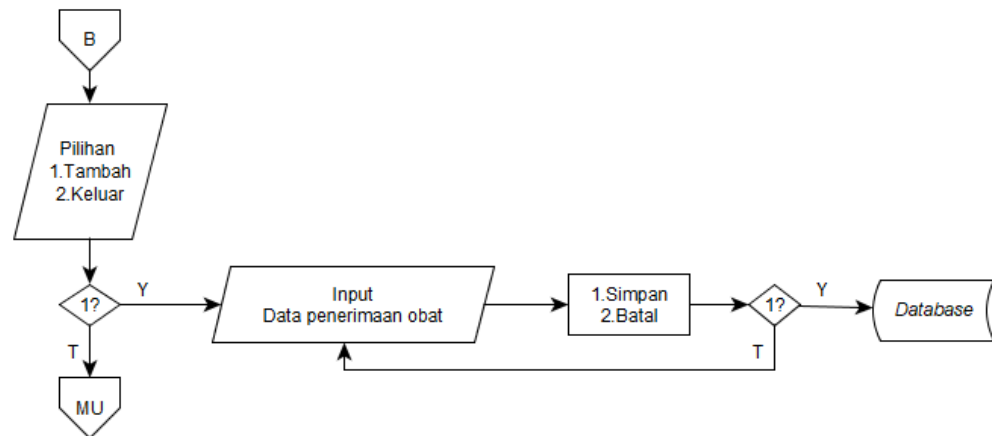 B
Pilihan
1.Tambah
2.Keluar
1?
Y
T
MU
Input
Data penerimaan obat
1.Simpan
2.Batal
1?
Y
T
Database